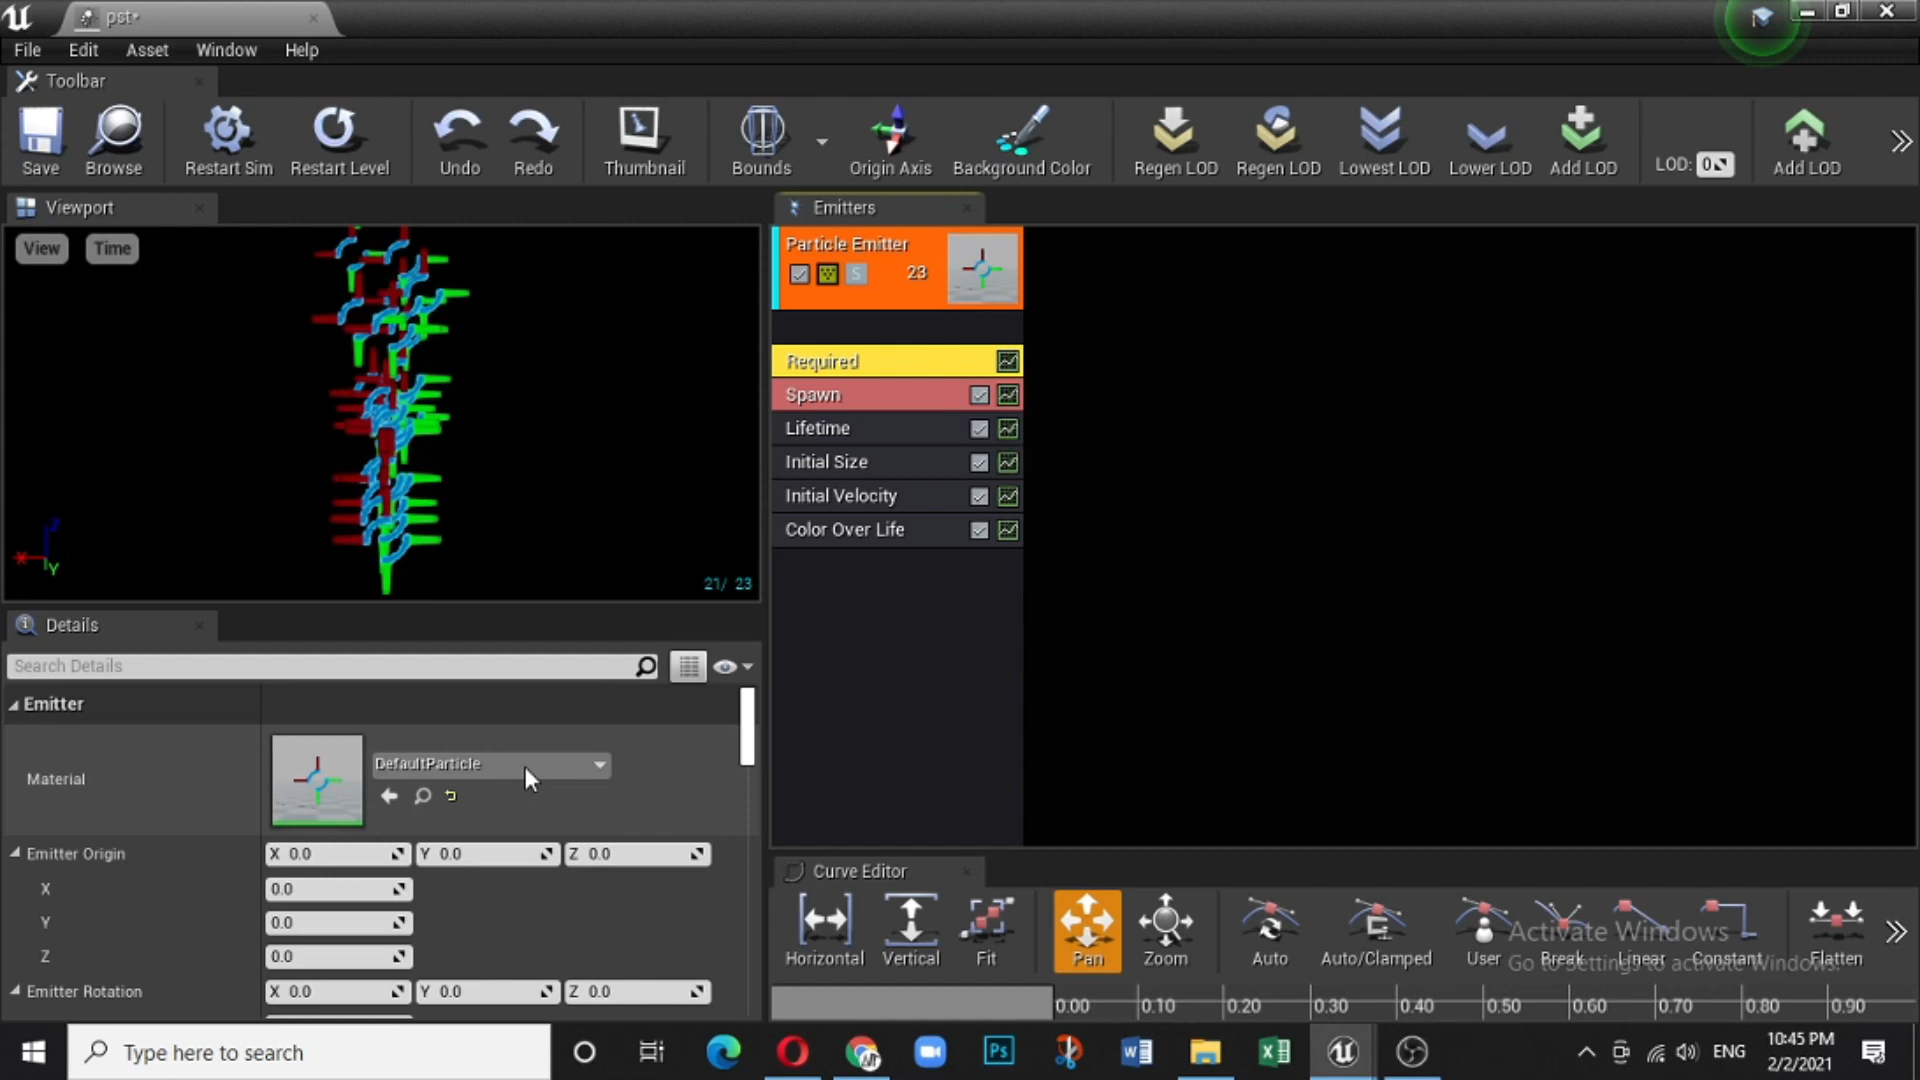 pst*
File Edit Asset Window Help
Toolbar
Save Browse Restart Sim Restart Level Undo Redo Thumbnail Bounds Origin Axis Background Color Regen LOD Regen LOD Lowest LOD Lower LOD Add LOD LOD: 0 Add LOD
Viewport
Emitters
View Time
Particle Emitter
S 23
Required
Spawn
Lifetime
Initial Size
Initial Velocity
Color Over Life
Z
X
Y
21/ 23
Details
Search Details
Emitter
Material
DefaultParticle
Emitter Origin X 0.0 Y 0.0 Z 0.0
X 0.0
Y 0.0
Z 0.0
Emitter Rotation X 0.0 Y 0.0 Z 0.0
Curve Editor
Horizontal Vertical Fit Pan Zoom Auto Auto/Clamped User Break Linear Constant Flatten
Activate Windows
Go to Settings to activate Windows.
0.00 0.10 0.20 0.30 0.40 0.50 0.60 0.70 0.80 0.90
Type here to search
Ps
ENG
10:45 PM
2/2/2021